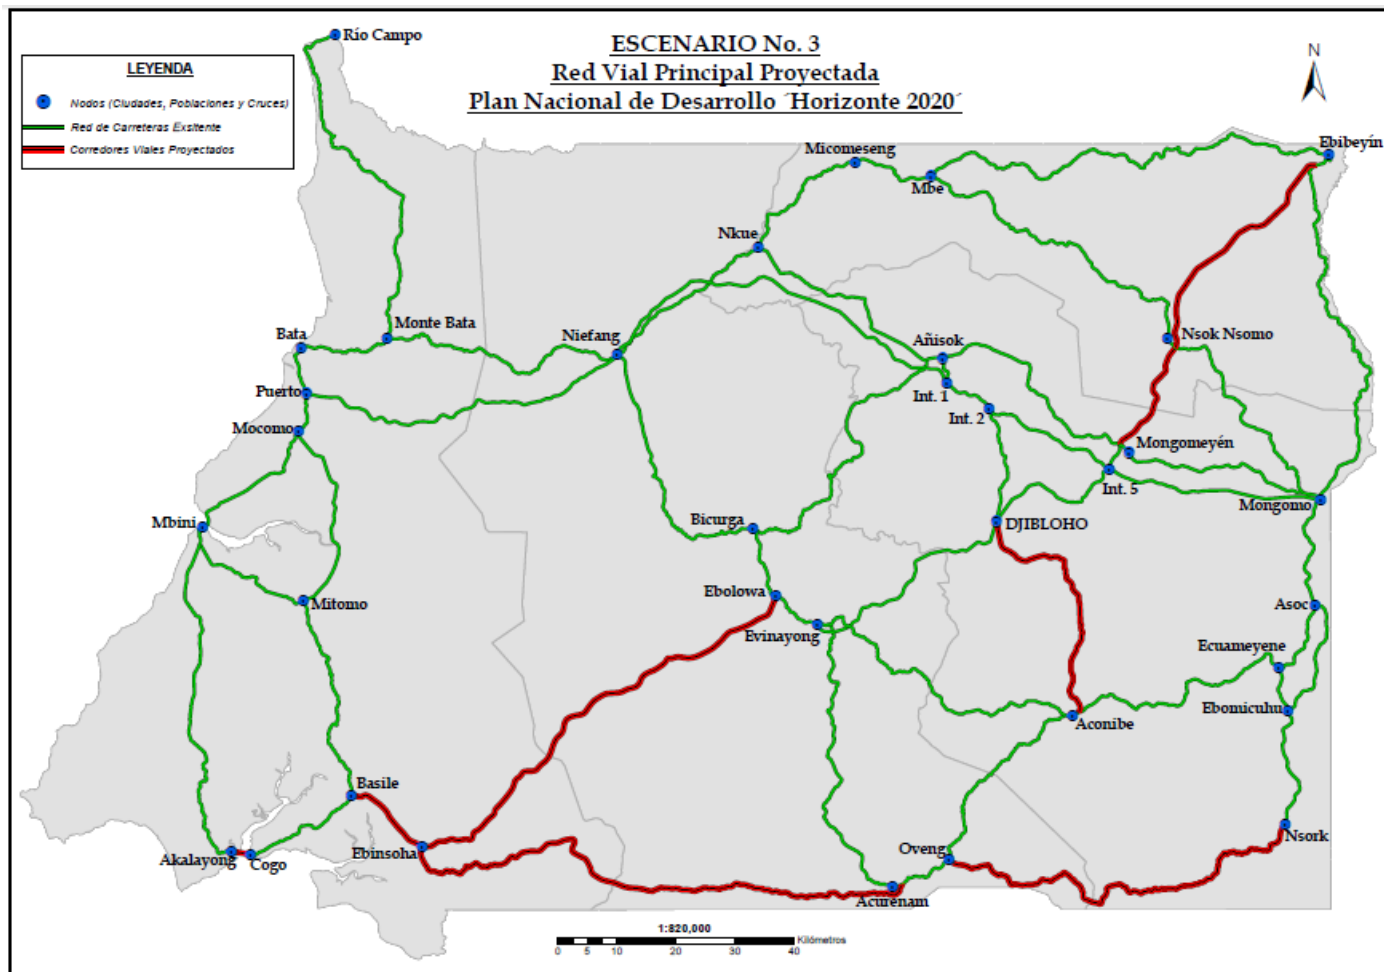 ESCENARIO No. 3
Red Vial Principal Proyectada
Plan Nacional de Desarrollo ´Horizonte 2020´
LEYENDA
Nodos (Ciudades, Poblaciones y Cruces)
Red de Carreteras Exsitente
Corredores Viales Proyectados
N
Río Campo
Micomeseng
Ebibeyín
Mbe
Nkue
Bata
Monte Bata
Niefang
Añisok
Nsok Nsomo
Puerto
Int. 1
Int. 2
Mocomo
Mongomeyén
Int. 5
Mongomo
Mbini
Bicurga
DJIBLOHO
Ebolowa
Mitomo
Asoc
Evinayong
Ecuameyene
Ebomicuhu
Aconibe
Basile
Nsork
Akalayong
Cogo
Ebinsoha
Oveng
Acurenam
1:820,000
Kilómetros
0 5 10 20 30 40